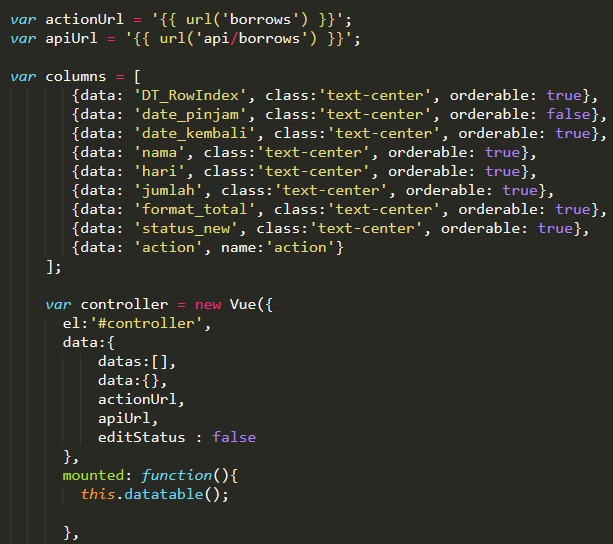 var actionUrl = '{{ url('borrows') }}';
var apiUrl = '{{ url('api/borrows') }}';
var columns = [
{data: 'DT_RowIndex', class:'text-center', orderable: true},
{data: 'date_pinjam', class:'text-center', orderable: false},
{data: 'date_kembali', class:'text-center', orderable: true},
{data: 'nama', class:'text-center', orderable: true},
{data: 'hari', class:'text-center', orderable: true},
{data: 'jumlah', class:'text-center', orderable: true},
{data: 'format_total', class:'text-center', orderable: true},
{data: 'status_new', class:'text-center', orderable: true},
{data: 'action', name:'action'}
];
var controller = new Vue({
el:'#controller',
data:{
datas:[],
data:{},
actionUrl,
apiUrl,
editStatus : false
},
mounted: function(){
this.datatable();
},